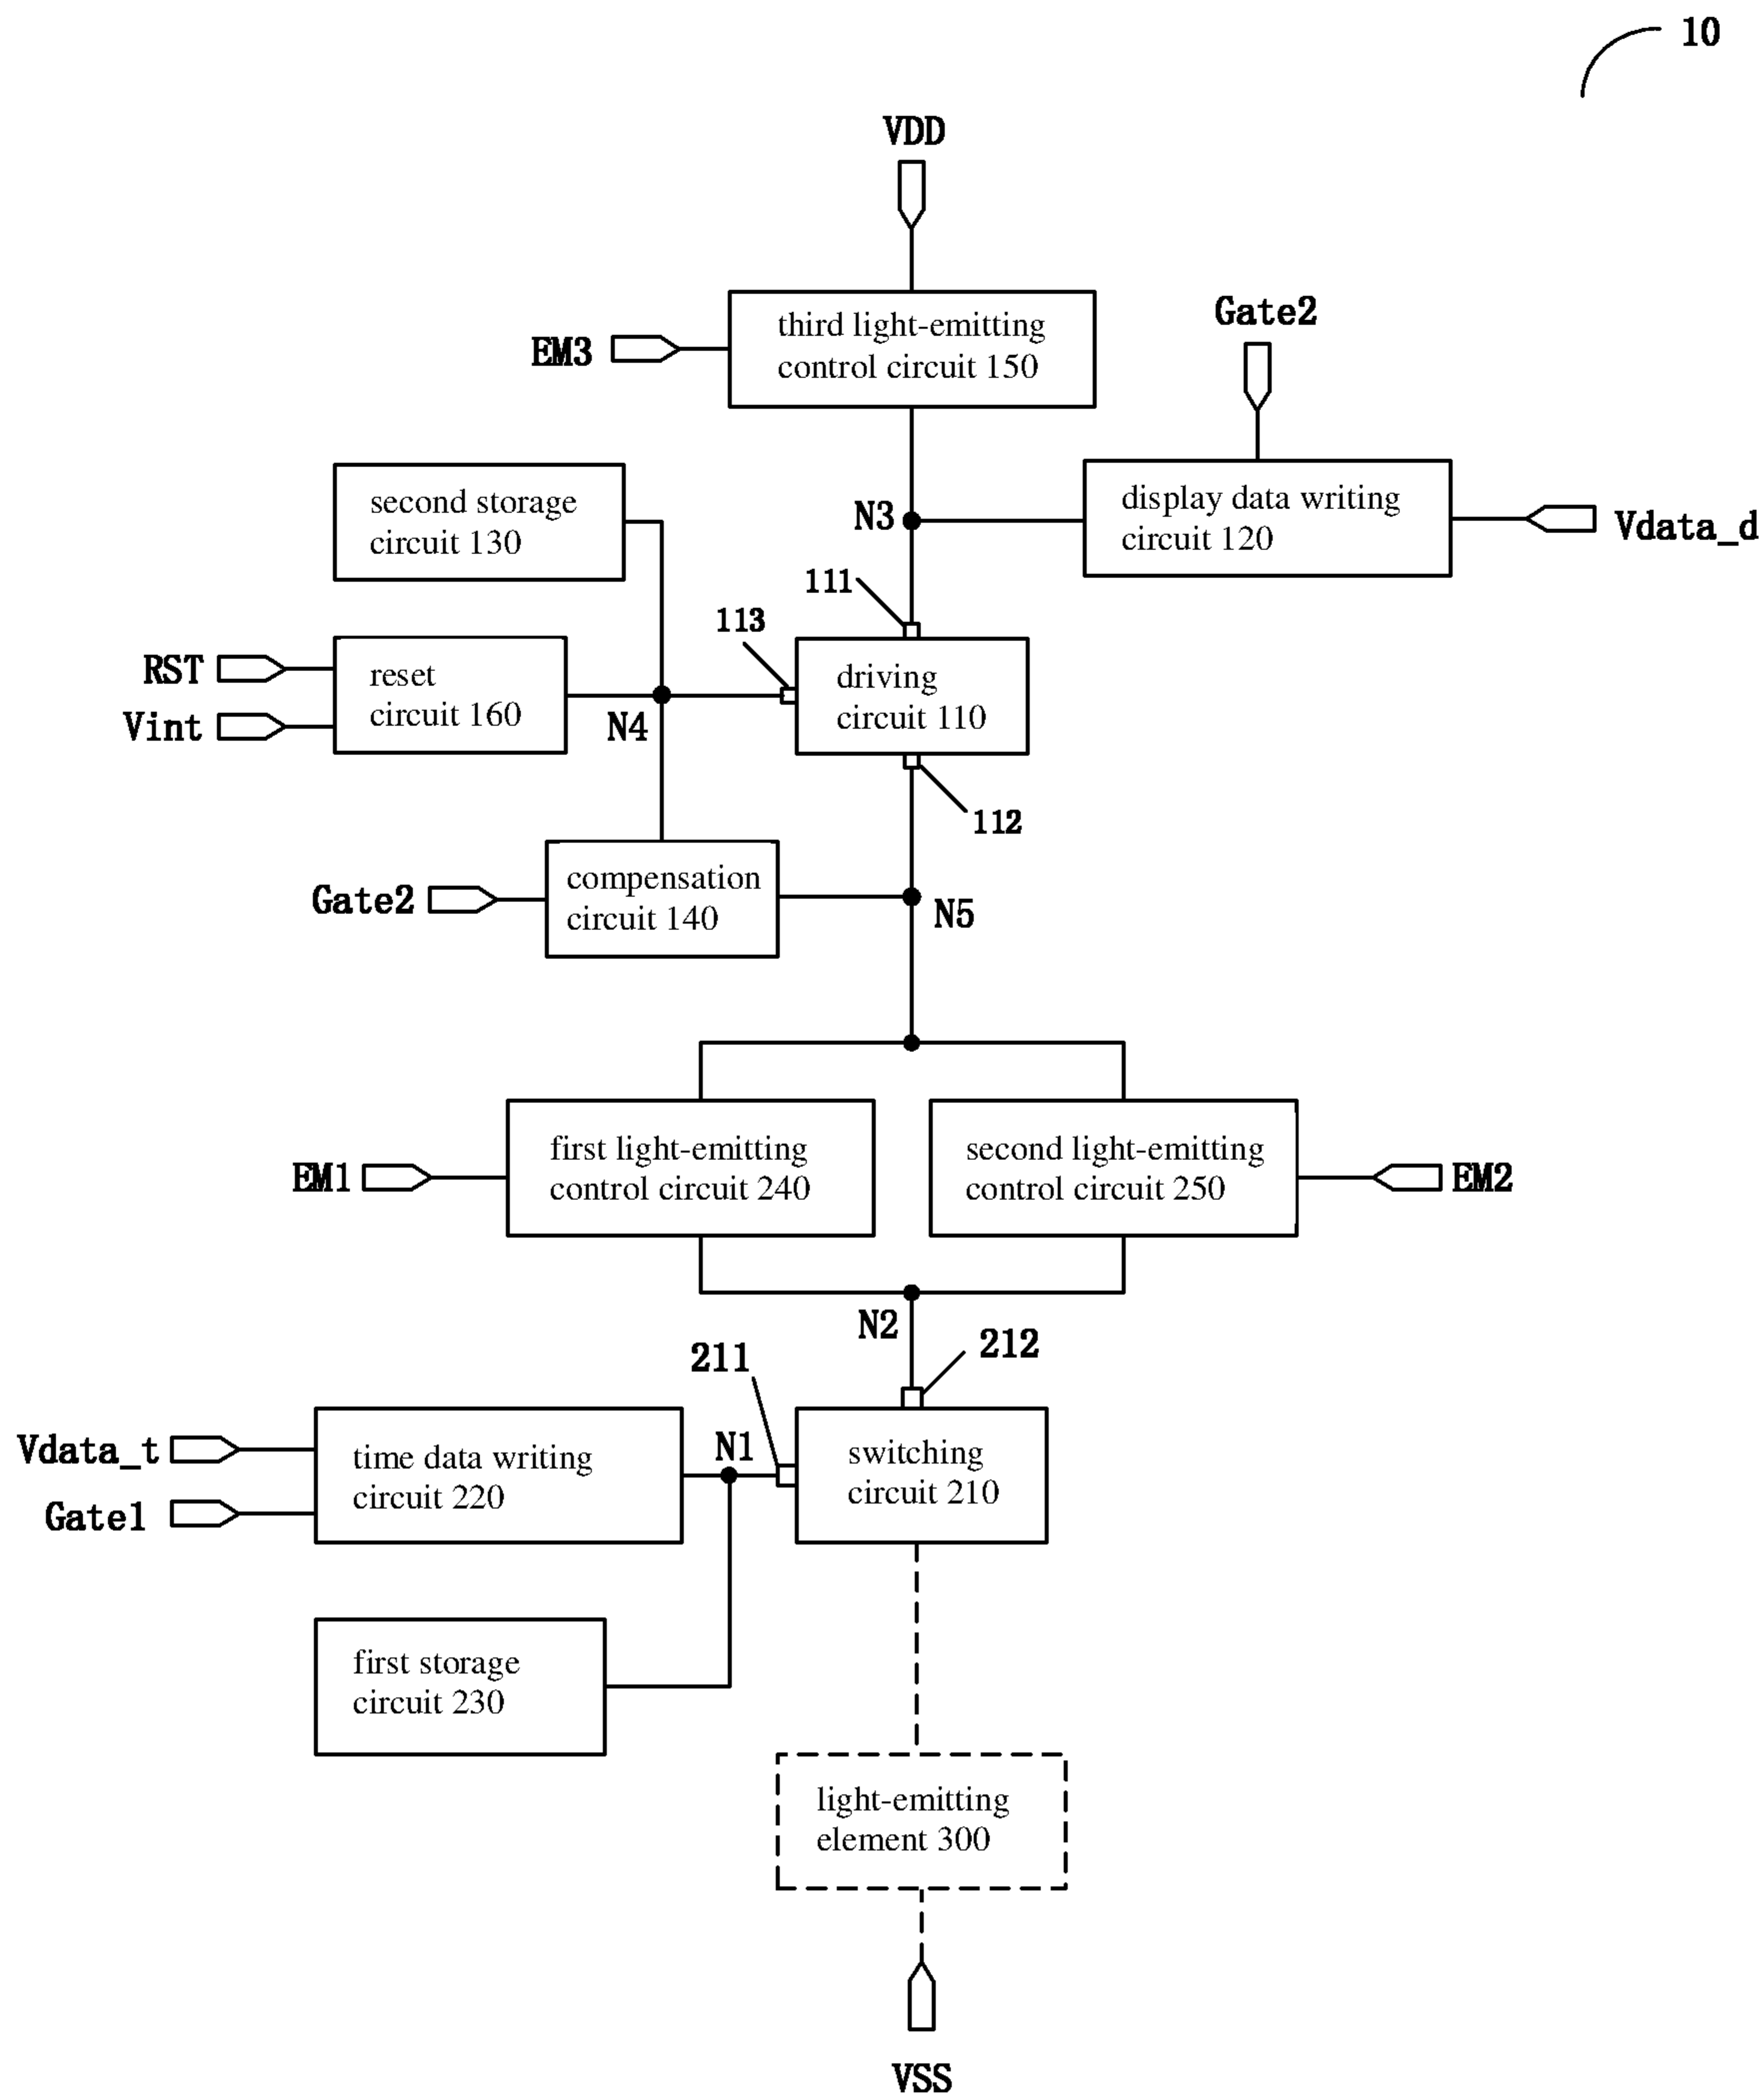 10
VDD
third light-emitting
control circuit 150
EM3
Gate2
second storage
circuit 130
N3
display data writing
circuit 120
Vdata_d
111
113
RST
Vint
reset
circuit 160
N4
driving
circuit 110
112
Gate2
compensation
circuit 140
N5
EM1
first light-emitting
control circuit 240
second light-emitting
control circuit 250
EM2
N2
212
211
Vdata_t
Gate1
time data writing
circuit 220
N1
switching
circuit 210
first storage
circuit 230
light-emitting
element 300
VSS